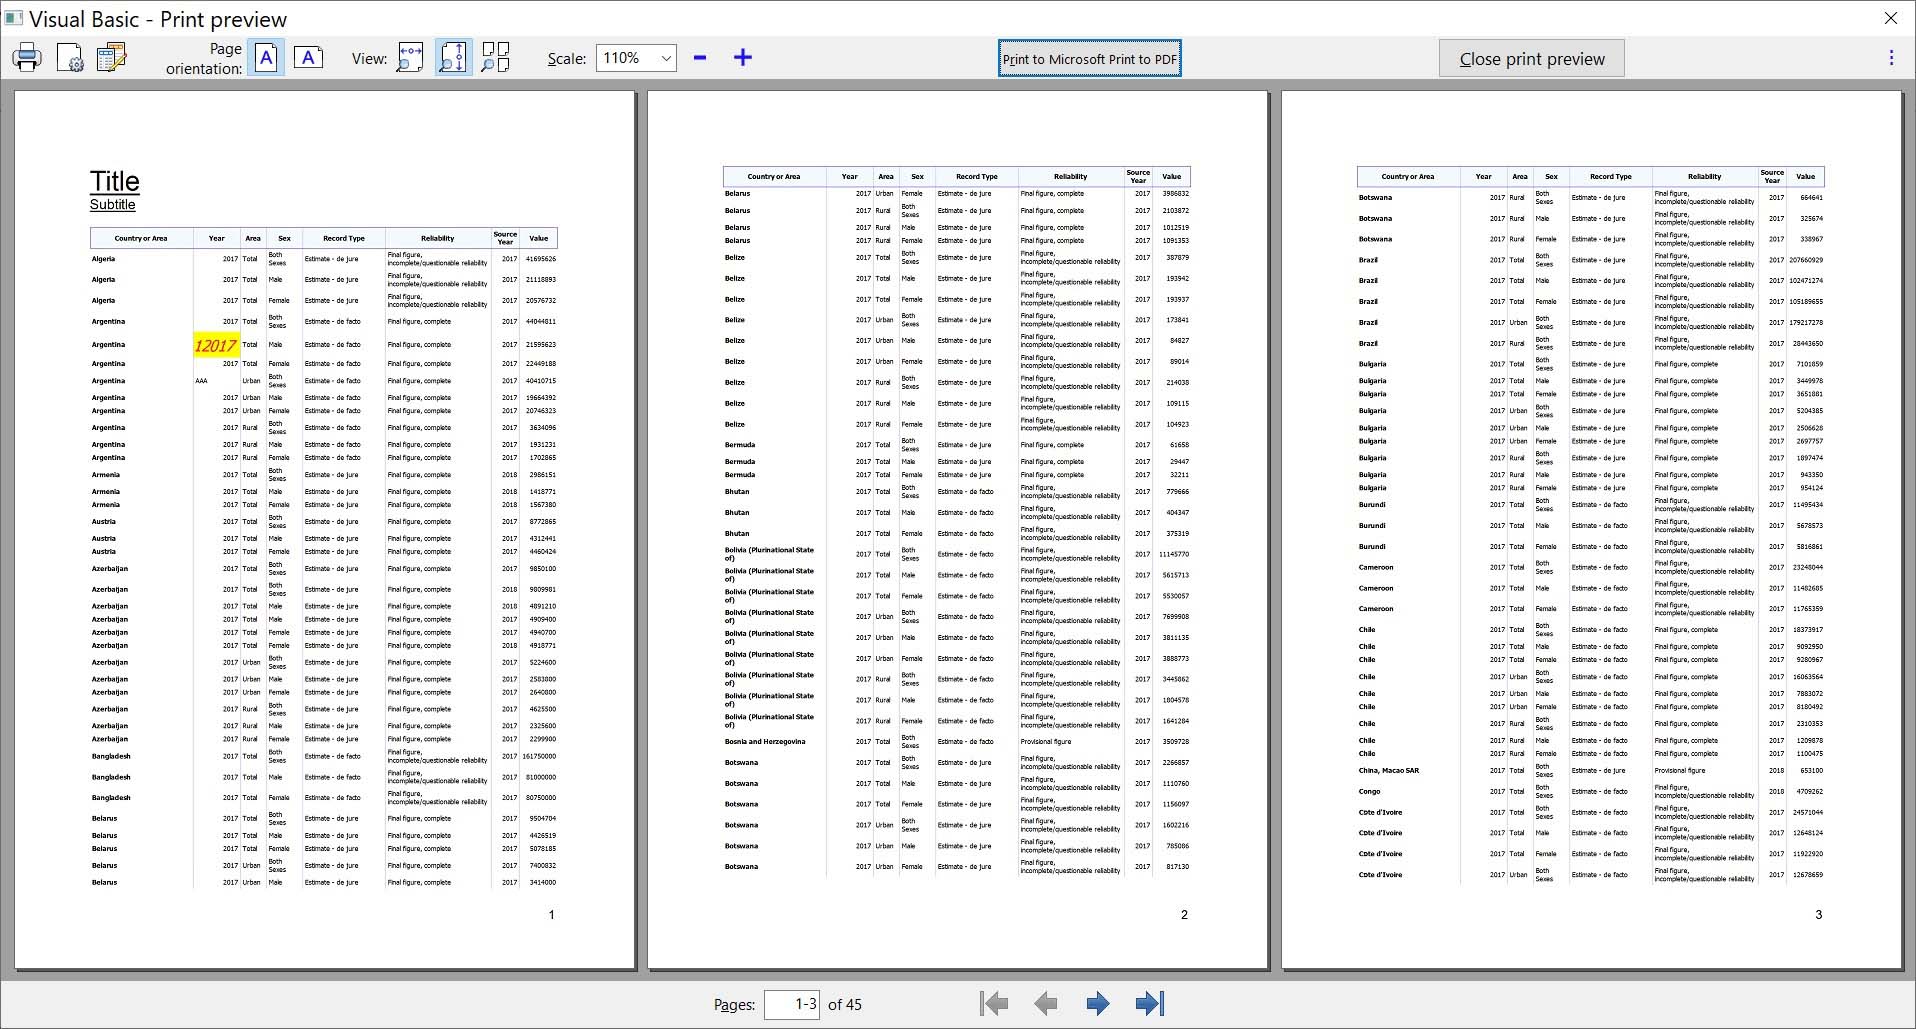 Visual Basic - Print preview
Page orientation: A A View: Scale: 110% Print to Microsoft Print to PDF Close print preview
Title
Subtitle
Country or Area Year Area Sex Record Type Reliability Source Year Value
Algeria 2017 Total Both Sexes Estimate - de jure Final figure, incomplete/questionable reliability 2017 41695626
Algeria 2017 Total Male Estimate - de jure Final figure, incomplete/questionable reliability 2017 21118893
Algeria 2017 Total Female Estimate - de jure Final figure, incomplete/questionable reliability 2017 20576732
Argentina 2017 Total Both Sexes Estimate - de facto Final figure, complete 2017 44044811
Argentina 12017 Total Male Estimate - de facto Final figure, complete 2017 21595623
Argentina 2017 Total Female Estimate - de facto Final figure, complete 2017 22449188
Argentina AAA Urban Both Sexes Estimate - de facto Final figure, complete 2017 40410715
Argentina 2017 Urban Male Estimate - de facto Final figure, complete 2017 19664392
Argentina 2017 Urban Female Estimate - de facto Final figure, complete 2017 20746323
Argentina 2017 Rural Both Sexes Estimate - de facto Final figure, complete 2017 3634096
Argentina 2017 Rural Male Estimate - de facto Final figure, complete 2017 1931231
Argentina 2017 Rural Female Estimate - de facto Final figure, complete 2017 1702865
Armenia 2017 Total Both Sexes Estimate - de jure Final figure, complete 2018 2986151
Armenia 2017 Total Male Estimate - de jure Final figure, complete 2018 1418771
Armenia 2017 Total Female Estimate - de jure Final figure, complete 2018 1567380
Austria 2017 Total Both Sexes Estimate - de jure Final figure, complete 2017 8772865
Austria 2017 Total Male Estimate - de jure Final figure, complete 2017 4312441
Austria 2017 Total Female Estimate - de jure Final figure, complete 2017 4460424
Azerbaijan 2017 Total Both Sexes Estimate - de jure Final figure, complete 2017 9850100
Azerbaijan 2017 Total Both Sexes Estimate - de jure Final figure, complete 2018 9809981
Azerbaijan 2017 Total Male Estimate - de jure Final figure, complete 2018 4891210
Azerbaijan 2017 Total Male Estimate - de jure Final figure, complete 2017 4909400
Azerbaijan 2017 Total Female Estimate - de jure Final figure, complete 2017 4940700
Azerbaijan 2017 Total Female Estimate - de jure Final figure, complete 2018 4918771
Azerbaijan 2017 Urban Both Sexes Estimate - de jure Final figure, complete 2017 5224600
Azerbaijan 2017 Urban Male Estimate - de jure Final figure, complete 2017 2583800
Azerbaijan 2017 Urban Female Estimate - de jure Final figure, complete 2017 2640800
Azerbaijan 2017 Rural Both Sexes Estimate - de jure Final figure, complete 2017 4625500
Azerbaijan 2017 Rural Male Estimate - de jure Final figure, complete 2017 2325600
Azerbaijan 2017 Rural Female Estimate - de jure Final figure, complete 2017 2299900
Bangladesh 2017 Total Both Sexes Estimate - de facto Final figure, incomplete/questionable reliability 2017 161750000
Bangladesh 2017 Total Male Estimate - de facto Final figure, incomplete/questionable reliability 2017 81000000
Bangladesh 2017 Total Female Estimate - de facto Final figure, incomplete/questionable reliability 2017 80750000
Belarus 2017 Total Both Sexes Estimate - de jure Final figure, complete 2017 9504704
Belarus 2017 Total Male Estimate - de jure Final figure, complete 2017 4426519
Belarus 2017 Total Female Estimate - de jure Final figure, complete 2017 5078185
Belarus 2017 Urban Both Sexes Estimate - de jure Final figure, complete 2017 7400832
Belarus 2017 Urban Male Estimate - de jure Final figure, complete 2017 3414000
1
Country or Area Year Area Sex Record Type Reliability Source Year Value
Belarus 2017 Urban Female Estimate - de jure Final figure, complete 2017 3986832
Belarus 2017 Rural Both Sexes Estimate - de jure Final figure, complete 2017 2103872
Belarus 2017 Rural Male Estimate - de jure Final figure, complete 2017 1012519
Belarus 2017 Rural Female Estimate - de jure Final figure, complete 2017 1091353
Belize 2017 Total Both Sexes Estimate - de jure Final figure, incomplete/questionable reliability 2017 387879
Belize 2017 Total Male Estimate - de jure Final figure, incomplete/questionable reliability 2017 193942
Belize 2017 Total Female Estimate - de jure Final figure, incomplete/questionable reliability 2017 193937
Belize 2017 Urban Both Sexes Estimate - de jure Final figure, incomplete/questionable reliability 2017 173841
Belize 2017 Urban Male Estimate - de jure Final figure, incomplete/questionable reliability 2017 84827
Belize 2017 Urban Female Estimate - de jure Final figure, incomplete/questionable reliability 2017 89014
Belize 2017 Rural Both Sexes Estimate - de jure Final figure, incomplete/questionable reliability 2017 214038
Belize 2017 Rural Male Estimate - de jure Final figure, incomplete/questionable reliability 2017 109115
Belize 2017 Rural Female Estimate - de jure Final figure, incomplete/questionable reliability 2017 104923
Bermuda 2017 Total Both Sexes Estimate - de jure Final figure, complete 2017 61658
Bermuda 2017 Total Male Estimate - de jure Final figure, complete 2017 29447
Bermuda 2017 Total Female Estimate - de jure Final figure, complete 2017 32211
Bhutan 2017 Total Both Sexes Estimate - de facto Final figure, incomplete/questionable reliability 2017 779666
Bhutan 2017 Total Male Estimate - de facto Final figure, incomplete/questionable reliability 2017 404347
Bhutan 2017 Total Female Estimate - de facto Final figure, incomplete/questionable reliability 2017 375319
Bolivia (Plurinational State of) 2017 Total Both Sexes Estimate - de facto Final figure, incomplete/questionable reliability 2017 11145770
Bolivia (Plurinational State of) 2017 Total Male Estimate - de facto Final figure, incomplete/questionable reliability 2017 5615713
Bolivia (Plurinational State of) 2017 Total Female Estimate - de facto Final figure, incomplete/questionable reliability 2017 5530057
Bolivia (Plurinational State of) 2017 Urban Both Sexes Estimate - de facto Final figure, incomplete/questionable reliability 2017 7699908
Bolivia (Plurinational State of) 2017 Urban Male Estimate - de facto Final figure, incomplete/questionable reliability 2017 3811135
Bolivia (Plurinational State of) 2017 Urban Female Estimate - de facto Final figure, incomplete/questionable reliability 2017 3888773
Bolivia (Plurinational State of) 2017 Rural Both Sexes Estimate - de facto Final figure, incomplete/questionable reliability 2017 3445862
Bolivia (Plurinational State of) 2017 Rural Male Estimate - de facto Final figure, incomplete/questionable reliability 2017 1804578
Bolivia (Plurinational State of) 2017 Rural Female Estimate - de facto Final figure, incomplete/questionable reliability 2017 1641284
Bosnia and Herzegovina 2017 Total Both Sexes Estimate - de facto Provisional figure 2017 3509728
Botswana 2017 Total Both Sexes Estimate - de jure Final figure, incomplete/questionable reliability 2017 2266857
Botswana 2017 Total Male Estimate - de jure Final figure, incomplete/questionable reliability 2017 1110760
Botswana 2017 Total Female Estimate - de jure Final figure, incomplete/questionable reliability 2017 1156097
Botswana 2017 Urban Both Sexes Estimate - de jure Final figure, incomplete/questionable reliability 2017 1602216
Botswana 2017 Urban Male Estimate - de jure Final figure, incomplete/questionable reliability 2017 785086
Botswana 2017 Urban Female Estimate - de jure Final figure, incomplete/questionable reliability 2017 817130
2
Country or Area Year Area Sex Record Type Reliability Source Year Value
Botswana 2017 Rural Both Sexes Estimate - de jure Final figure, incomplete/questionable reliability 2017 664641
Botswana 2017 Rural Male Estimate - de jure Final figure, incomplete/questionable reliability 2017 325674
Botswana 2017 Rural Female Estimate - de jure Final figure, incomplete/questionable reliability 2017 338967
Brazil 2017 Total Both Sexes Estimate - de jure Final figure, incomplete/questionable reliability 2017 207660929
Brazil 2017 Total Male Estimate - de jure Final figure, incomplete/questionable reliability 2017 102471274
Brazil 2017 Total Female Estimate - de jure Final figure, incomplete/questionable reliability 2017 105189655
Brazil 2017 Urban Both Sexes Estimate - de jure Final figure, incomplete/questionable reliability 2017 179217278
Brazil 2017 Rural Both Sexes Estimate - de jure Final figure, incomplete/questionable reliability 2017 28443650
Bulgaria 2017 Total Both Sexes Estimate - de jure Final figure, complete 2017 7101859
Bulgaria 2017 Total Male Estimate - de jure Final figure, complete 2017 3449978
Bulgaria 2017 Total Female Estimate - de jure Final figure, complete 2017 3651881
Bulgaria 2017 Urban Both Sexes Estimate - de jure Final figure, complete 2017 5204385
Bulgaria 2017 Urban Male Estimate - de jure Final figure, complete 2017 2506628
Bulgaria 2017 Urban Female Estimate - de jure Final figure, complete 2017 2697757
Bulgaria 2017 Rural Both Sexes Estimate - de jure Final figure, complete 2017 1897474
Bulgaria 2017 Rural Male Estimate - de jure Final figure, complete 2017 943350
Bulgaria 2017 Rural Female Estimate - de jure Final figure, complete 2017 954124
Burundi 2017 Total Both Sexes Estimate - de facto Final figure, incomplete/questionable reliability 2017 11495434
Burundi 2017 Total Male Estimate - de facto Final figure, incomplete/questionable reliability 2017 5678573
Burundi 2017 Total Female Estimate - de facto Final figure, incomplete/questionable reliability 2017 5816861
Cameroon 2017 Total Both Sexes Estimate - de facto Final figure, incomplete/questionable reliability 2017 23248044
Cameroon 2017 Total Male Estimate - de facto Final figure, incomplete/questionable reliability 2017 11482685
Cameroon 2017 Total Female Estimate - de facto Final figure, incomplete/questionable reliability 2017 11765359
Chile 2017 Total Both Sexes Estimate - de facto Final figure, complete 2017 18373917
Chile 2017 Total Male Estimate - de facto Final figure, complete 2017 9092950
Chile 2017 Total Female Estimate - de facto Final figure, complete 2017 9280967
Chile 2017 Urban Both Sexes Estimate - de facto Final figure, complete 2017 16063564
Chile 2017 Urban Male Estimate - de facto Final figure, complete 2017 7883072
Chile 2017 Urban Female Estimate - de facto Final figure, complete 2017 8180492
Chile 2017 Rural Both Sexes Estimate - de facto Final figure, complete 2017 2310353
Chile 2017 Rural Male Estimate - de facto Final figure, complete 2017 1209878
Chile 2017 Rural Female Estimate - de facto Final figure, complete 2017 1100475
China, Macao SAR 2017 Total Both Sexes Estimate - de jure Provisional figure 2018 653100
Congo 2017 Total Both Sexes Estimate - de facto Final figure, incomplete/questionable reliability 2018 4709262
Côte d'Ivoire 2017 Total Both Sexes Estimate - de facto Final figure, incomplete/questionable reliability 2017 24571044
Côte d'Ivoire 2017 Total Male Estimate - de facto Final figure, incomplete/questionable reliability 2017 12648124
Côte d'Ivoire 2017 Total Female Estimate - de facto Final figure, incomplete/questionable reliability 2017 11922920
Côte d'Ivoire 2017 Urban Both Sexes Estimate - de facto Final figure, incomplete/questionable reliability 2017 12678659
3
Pages: 1-3 of 45